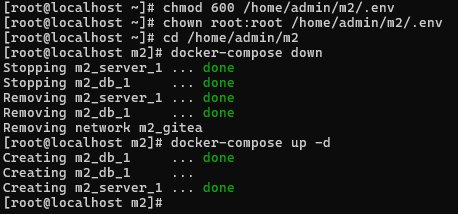 [root@localhost ~]# chmod 600 /home/admin/m2/.env
[root@localhost ~]# chown root:root /home/admin/m2/.env
[root@localhost ~]# cd /home/admin/m2
[root@localhost m2]# docker-compose down
Stopping m2_server_1 ... done
Stopping m2_db_1     ... done
Removing m2_server_1 ... done
Removing m2_db_1     ... done
Removing network m2_gitea
[root@localhost m2]# docker-compose up -d
Creating m2_db_1     ... done
Creating m2_db_1     ...
Creating m2_server_1 ... done
[root@localhost m2]#